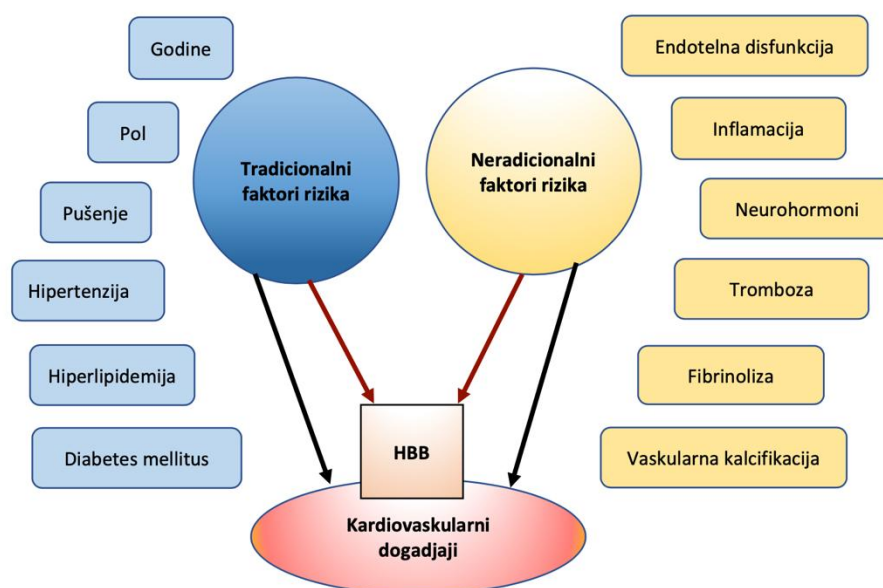 Godine
Pol
Pušenje
Hipertenzija
Hiperlipidemija
Diabetes mellitus
Tradicionalni
faktori rizika
Neradicionalni
faktori rizika
Endotelna disfunkcija
Inflamacija
Neurohormoni
Tromboza
Fibrinoliza
Vaskularna kalcifikacija
HBB
Kardiovaskularni
dogadjaji